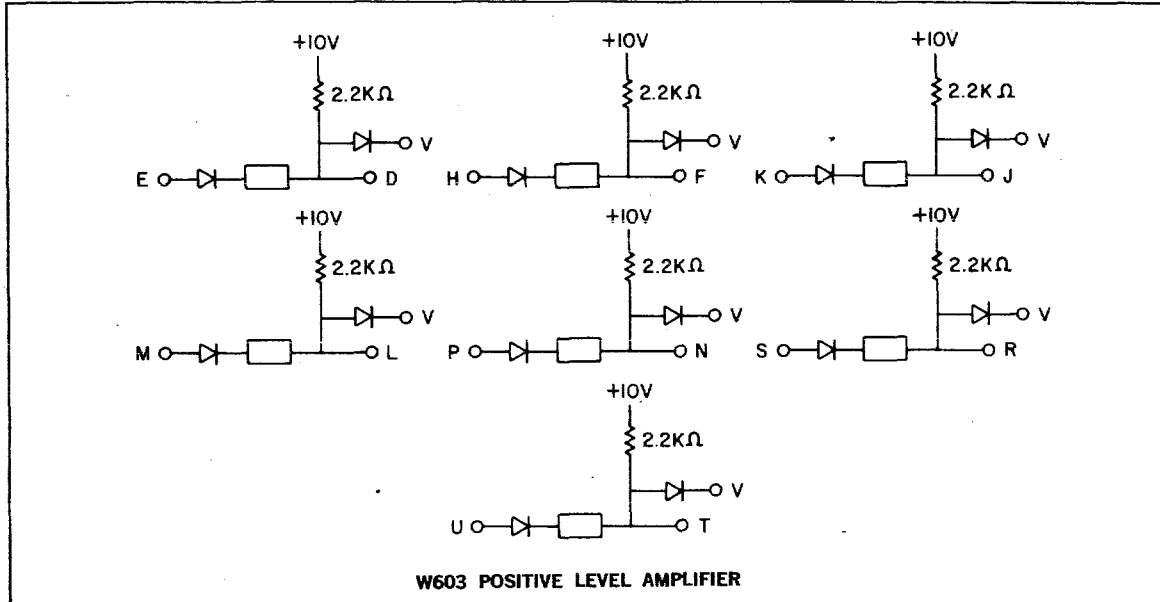 +10V +10V +10V
2.2KΩ 2.2KΩ 2.2KΩ
V V V
E D H F K J
+10V +10V +10V
2.2KΩ 2.2KΩ 2.2KΩ
V V V
M L P N S R
+10V
2.2KΩ
V
U T
W603 POSITIVE LEVEL AMPLIFIER